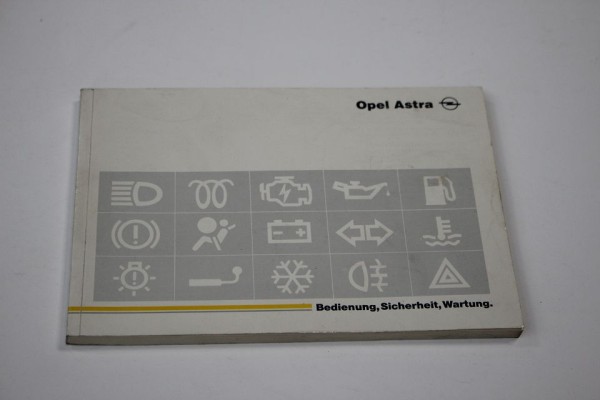 Opel Astra
Bedienung, Sicherheit, Wartung.